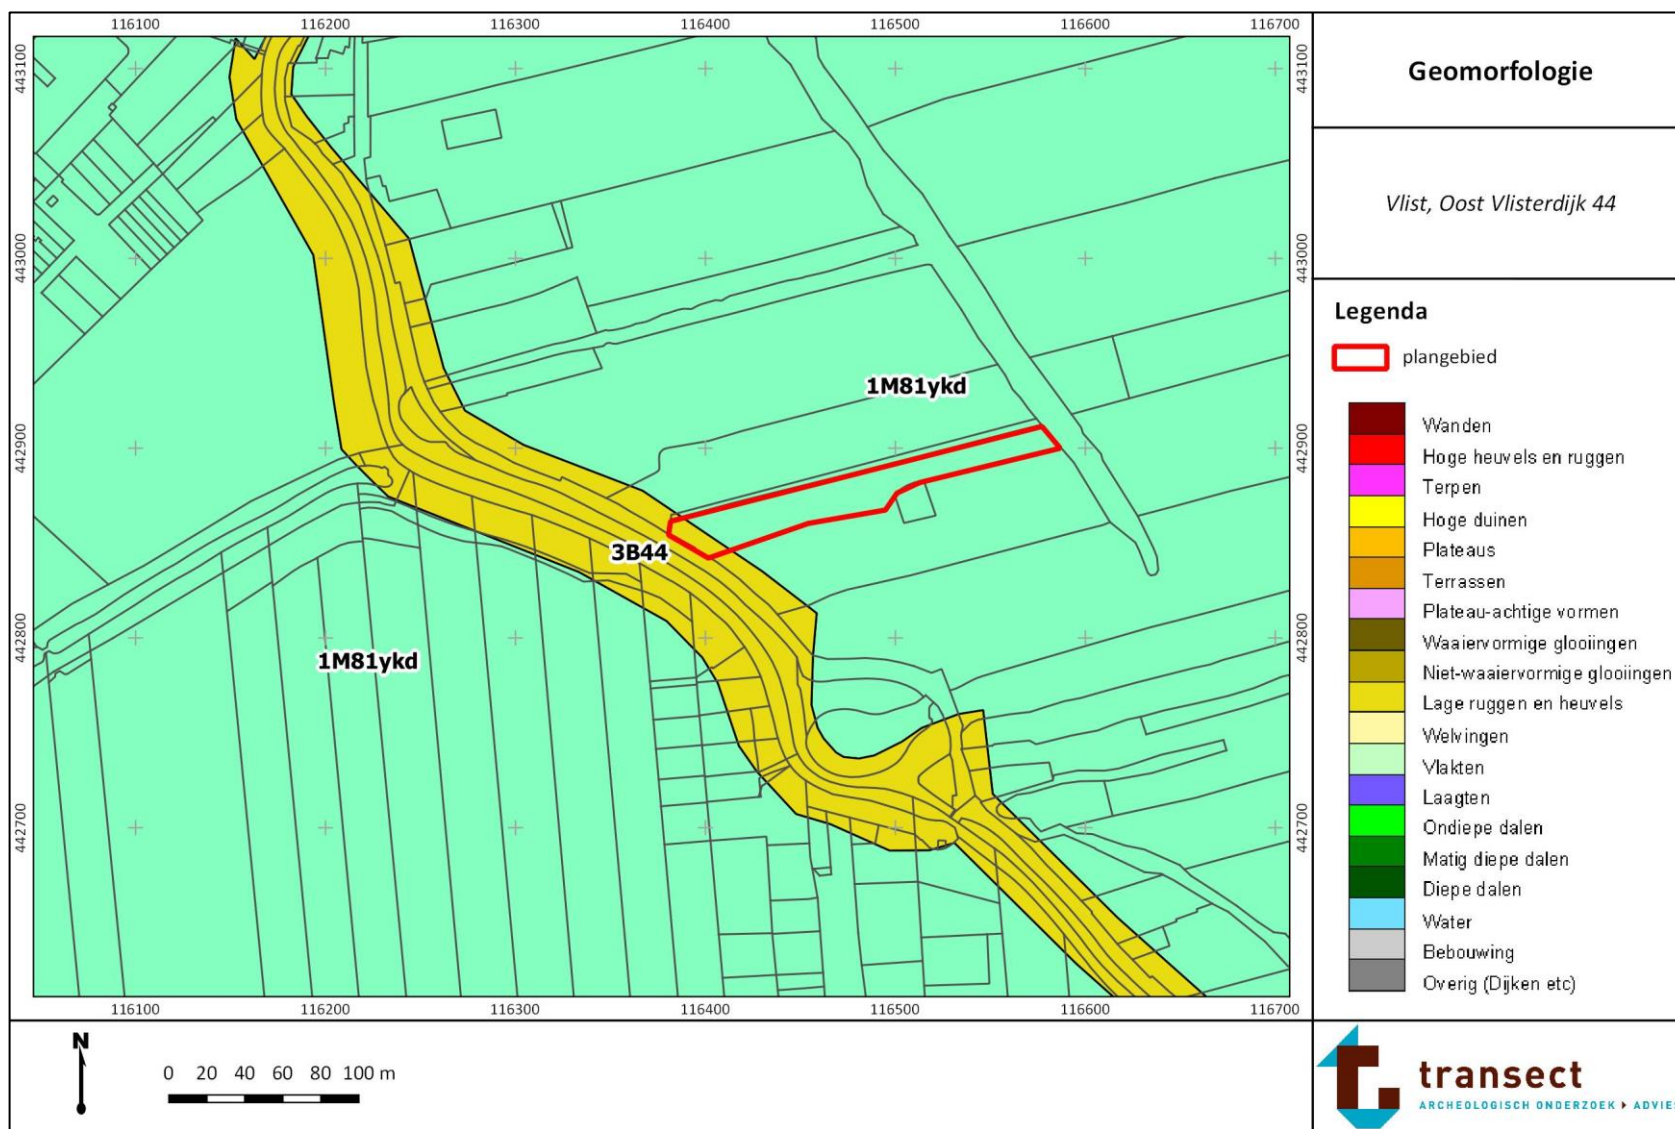 116100 116200 116300 116400 116500 116600 116700
443100 443100
443000 443000
442900 442900
442800 442800
442700 442700
1M81ykd
3B44
1M81ykd
116100 116200 116300 116400 116500 116600 116700
N
0 20 40 60 80 100 m
Geomorfologie
Vlist, Oost Vlisterdijk 44
Legenda
plangebied
Wanden
Hoge heuvels en ruggen
Terpen
Hoge duinen
Plateaus
Terrassen
Plateau-achtige vormen
Waaiervormige glooiingen
Niet-waaiervormige glooiingen
Lage ruggen en heuvels
Welvingen
Vlakten
Laagten
Ondiepe dalen
Matig diepe dalen
Diepe dalen
Water
Bebouwing
Overig (Dijken etc)
transect
ARCHEOLOGISCH ONDERZOEK ADVIES